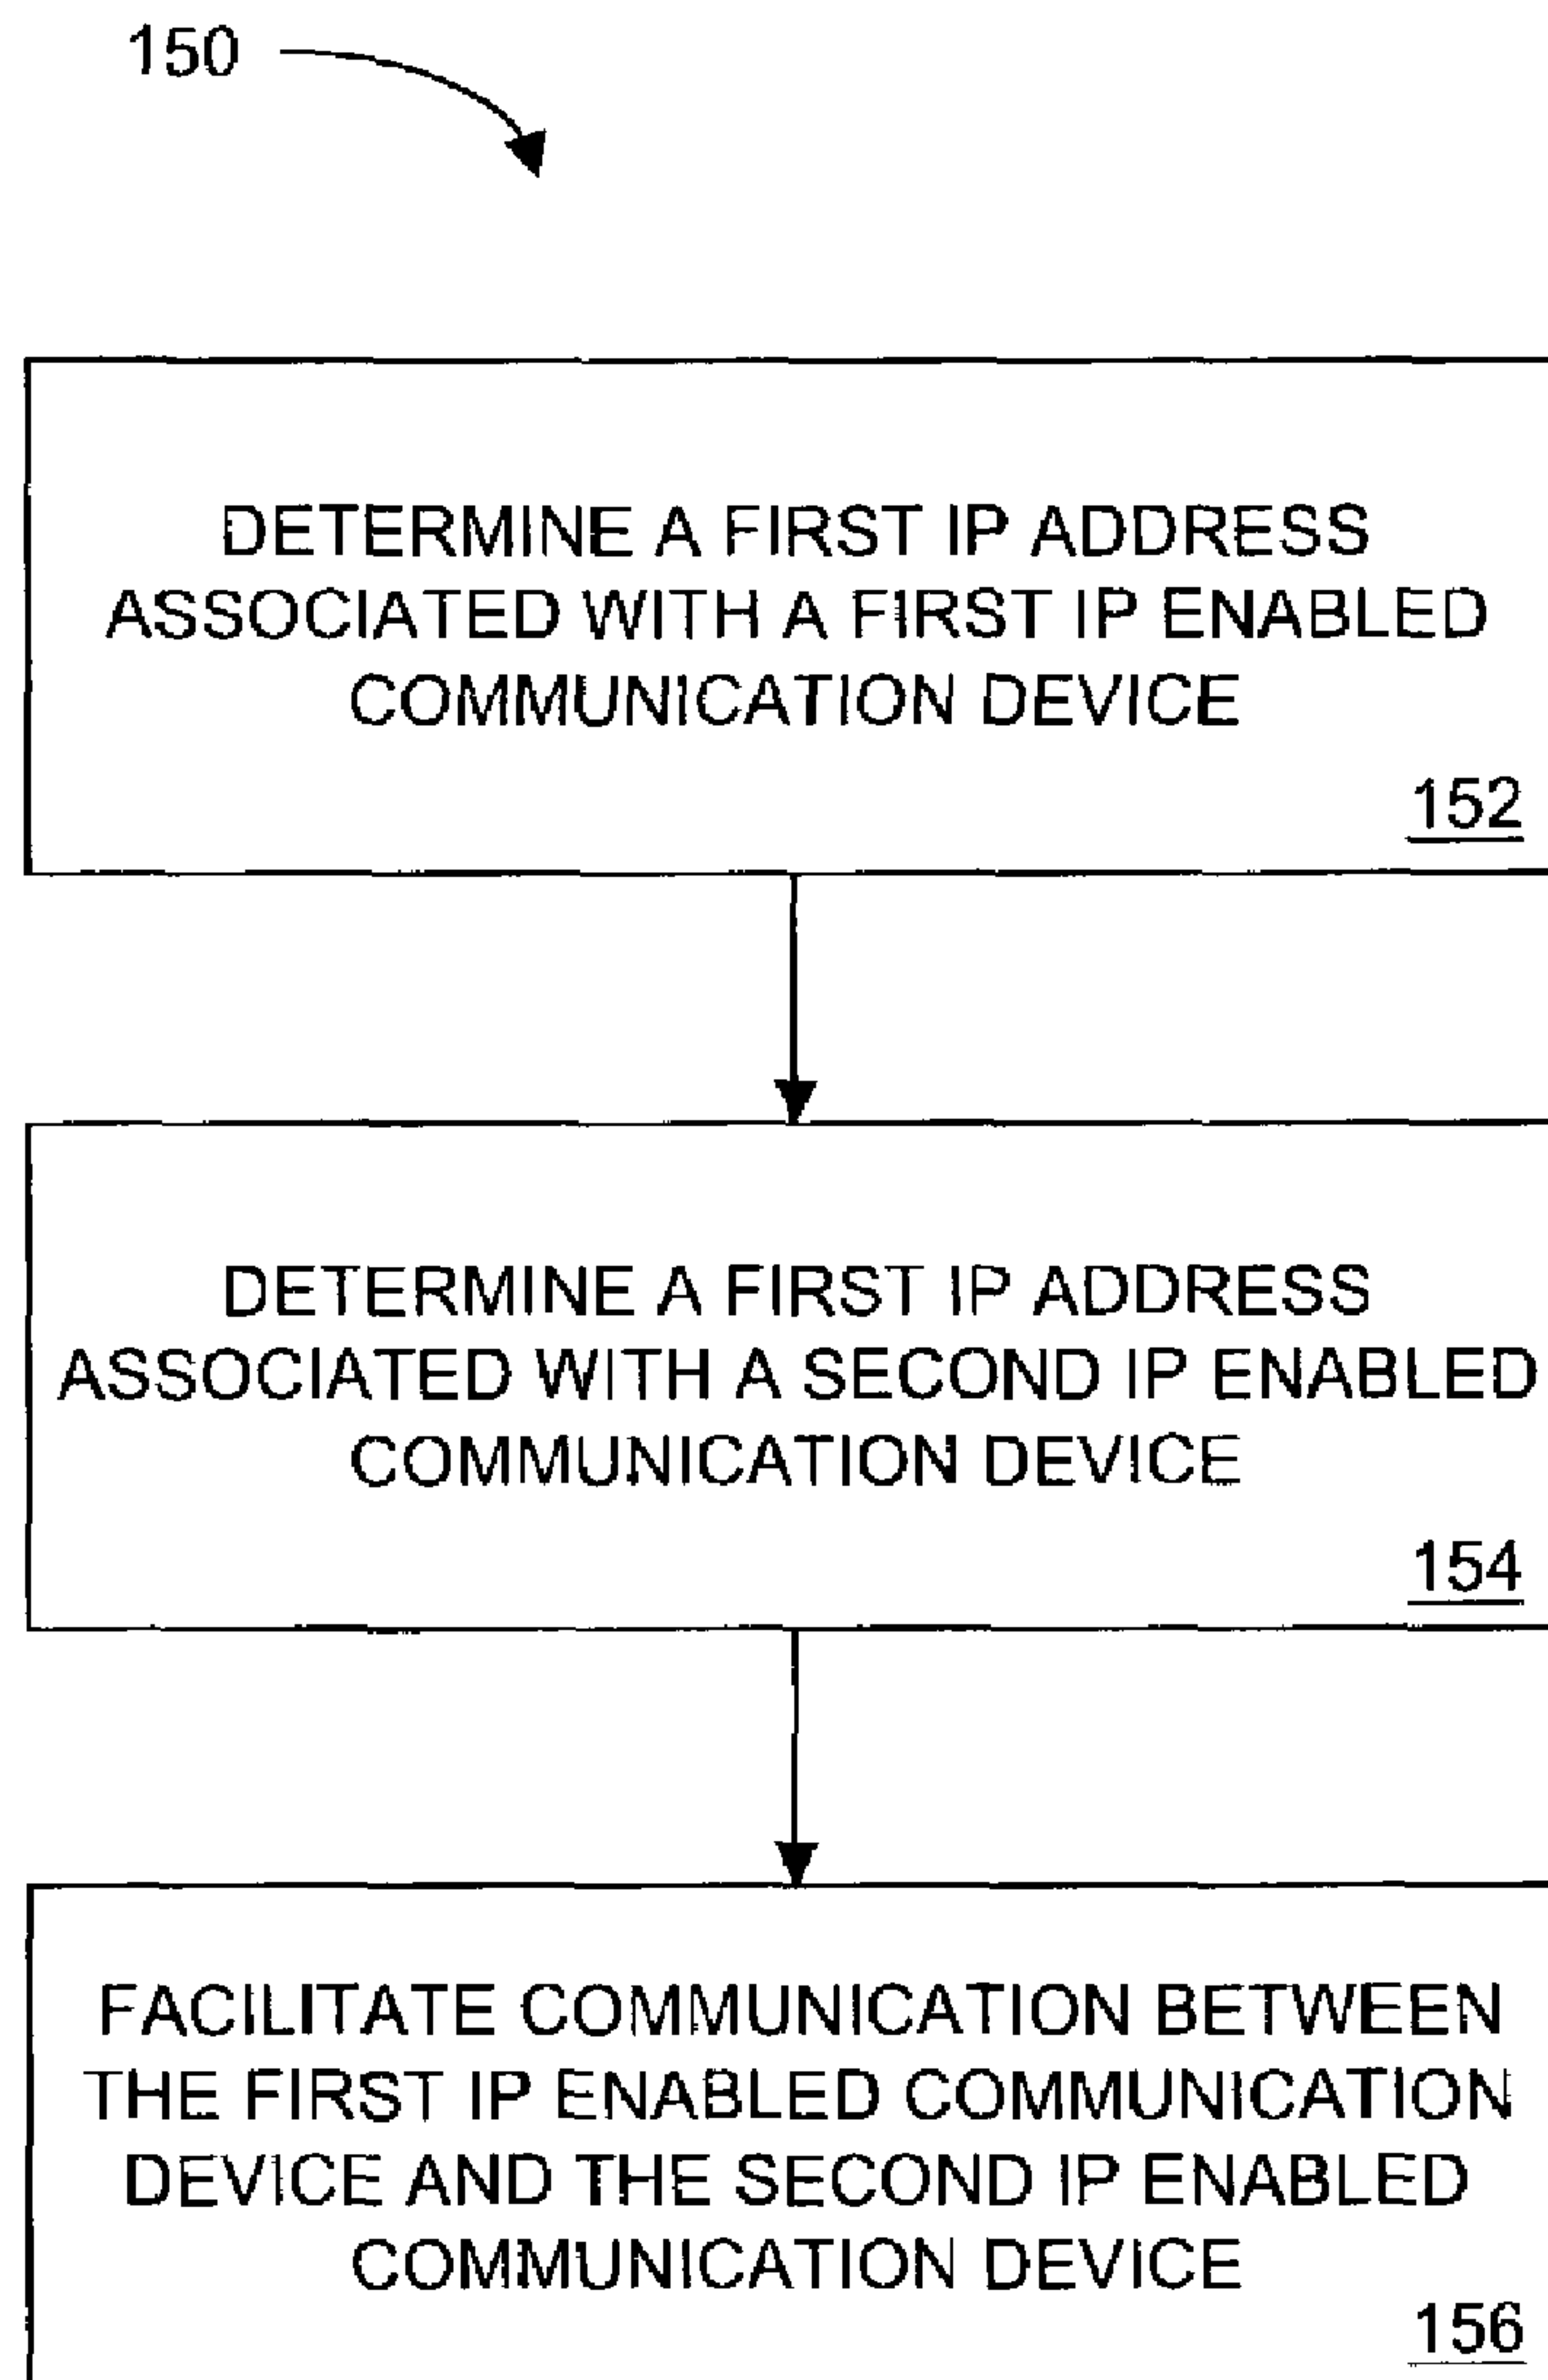 150
DETERMINE A FIRST IP ADDRESS
ASSOCIATED WITH A FIRST IP ENABLED
COMMUNICATION DEVICE
152
DETERMINE A FIRST IP ADDRESS
ASSOCIATED WITH A SECOND IP ENABLED
COMMUNICATION DEVICE
154
FACILITATE COMMUNICATION BETWEEN
THE FIRST IP ENABLED COMMUNICATION
DEVICE AND THE SECOND IP ENABLED
COMMUNICATION DEVICE
156